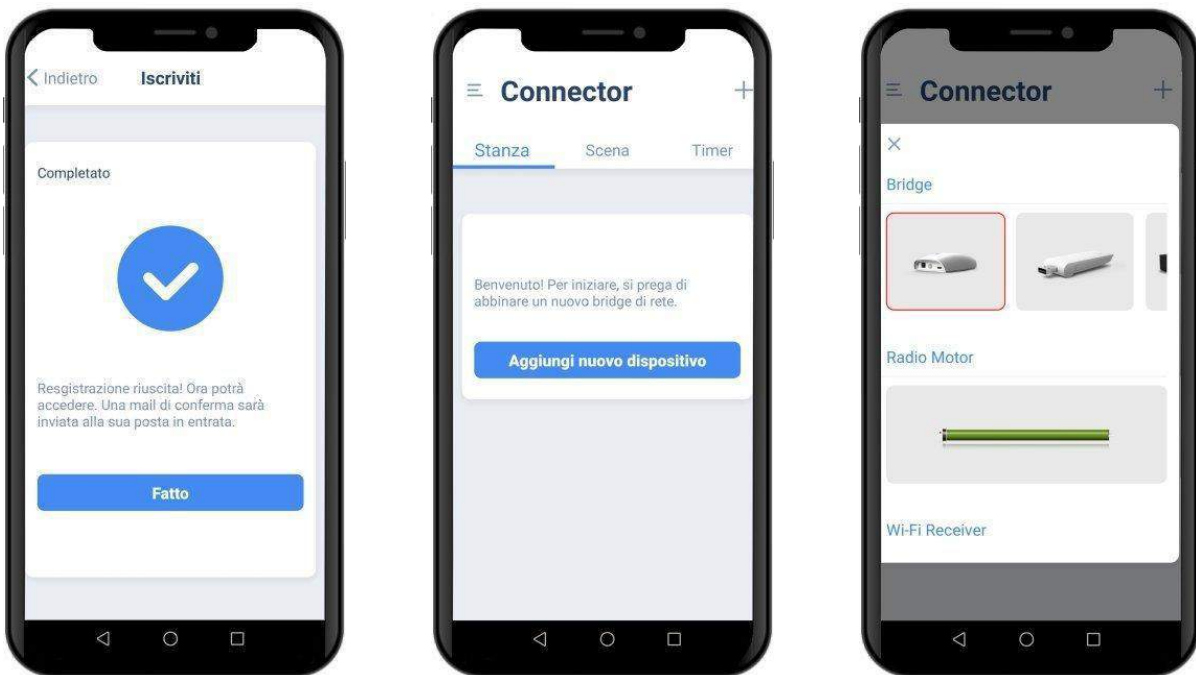 Indietro
Iscriviti
Completato
Resgistrazione riuscita! Ora potrà
accedere. Una mail di conferma sarà
inviata alla sua posta in entrata.
Fatto
Connector
Stanza
Scena
Timer
Benvenuto! Per iniziare, si prega di
abbinare un nuovo bridge di rete.
Aggiungi nuovo dispositivo
Connector
Bridge
Radio Motor
Wi-Fi Receiver